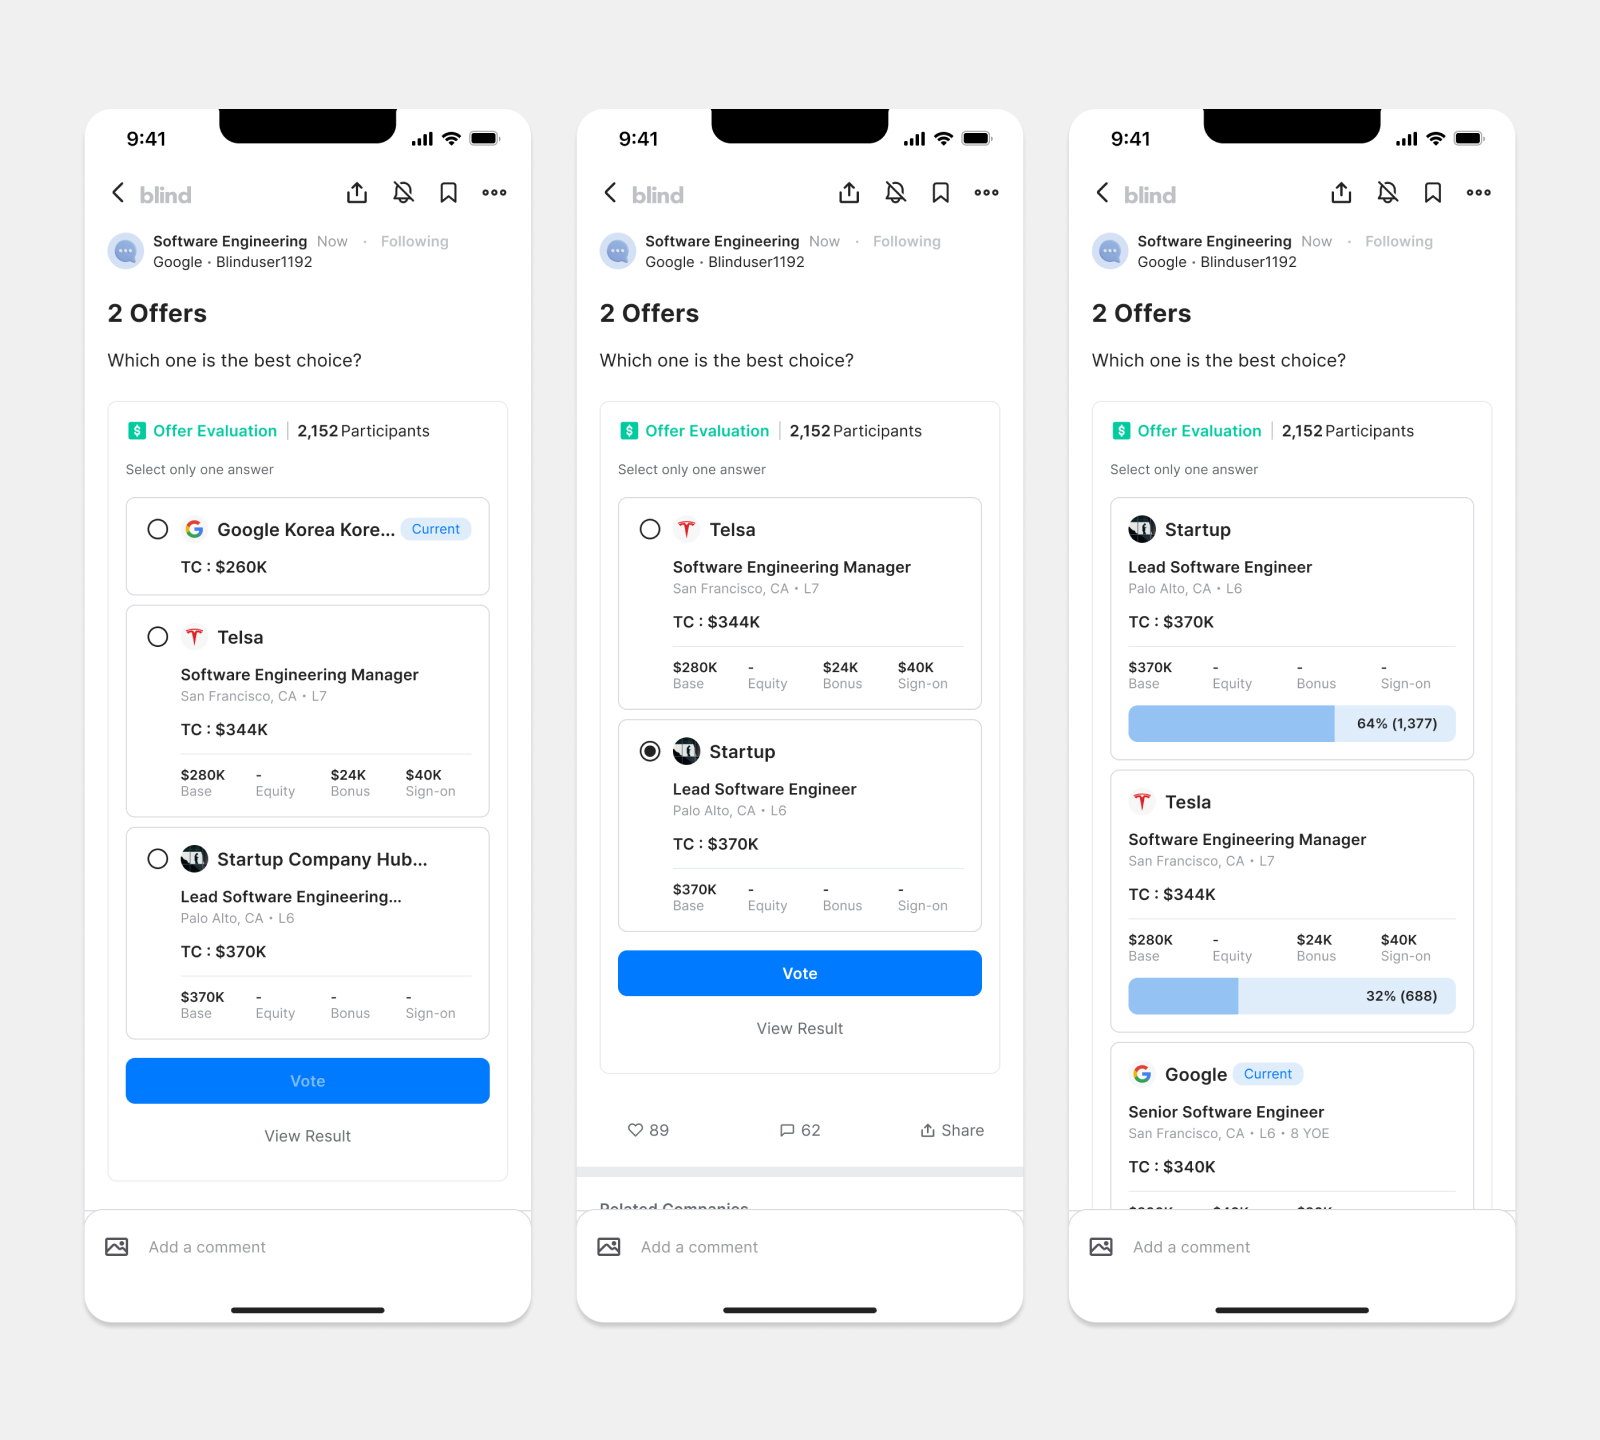 9:41
blind
Software Engineering Now · Following
Google • Blinduser1192
2 Offers
Which one is the best choice?
$ Offer Evaluation | 2,152 Participants
Select only one answer
Google Korea Kore... Current
TC : $260K
Telsa
Software Engineering Manager
San Francisco, CA • L7
TC : $344K
$280K - $24K $40K
Base Equity Bonus Sign-on
Startup Company Hub...
Lead Software Engineering...
Palo Alto, CA • L6
TC : $370K
$370K - - -
Base Equity Bonus Sign-on
Vote
View Result
Add a comment
9:41
blind
Software Engineering Now · Following
Google • Blinduser1192
2 Offers
Which one is the best choice?
$ Offer Evaluation | 2,152 Participants
Select only one answer
Telsa
Software Engineering Manager
San Francisco, CA • L7
TC : $344K
$280K - $24K $40K
Base Equity Bonus Sign-on
Startup
Lead Software Engineer
Palo Alto, CA • L6
TC : $370K
$370K - - -
Base Equity Bonus Sign-on
Vote
View Result
89 62 Share
Related Companies
Add a comment
9:41
blind
Software Engineering Now · Following
Google • Blinduser1192
2 Offers
Which one is the best choice?
$ Offer Evaluation | 2,152 Participants
Select only one answer
Startup
Lead Software Engineer
Palo Alto, CA • L6
TC : $370K
$370K - - -
Base Equity Bonus Sign-on
64% (1,377)
Tesla
Software Engineering Manager
San Francisco, CA • L7
TC : $344K
$280K - $24K $40K
Base Equity Bonus Sign-on
32% (688)
Google Current
Senior Software Engineer
San Francisco, CA • L6 • 8 YOE
TC : $340K
Add a comment